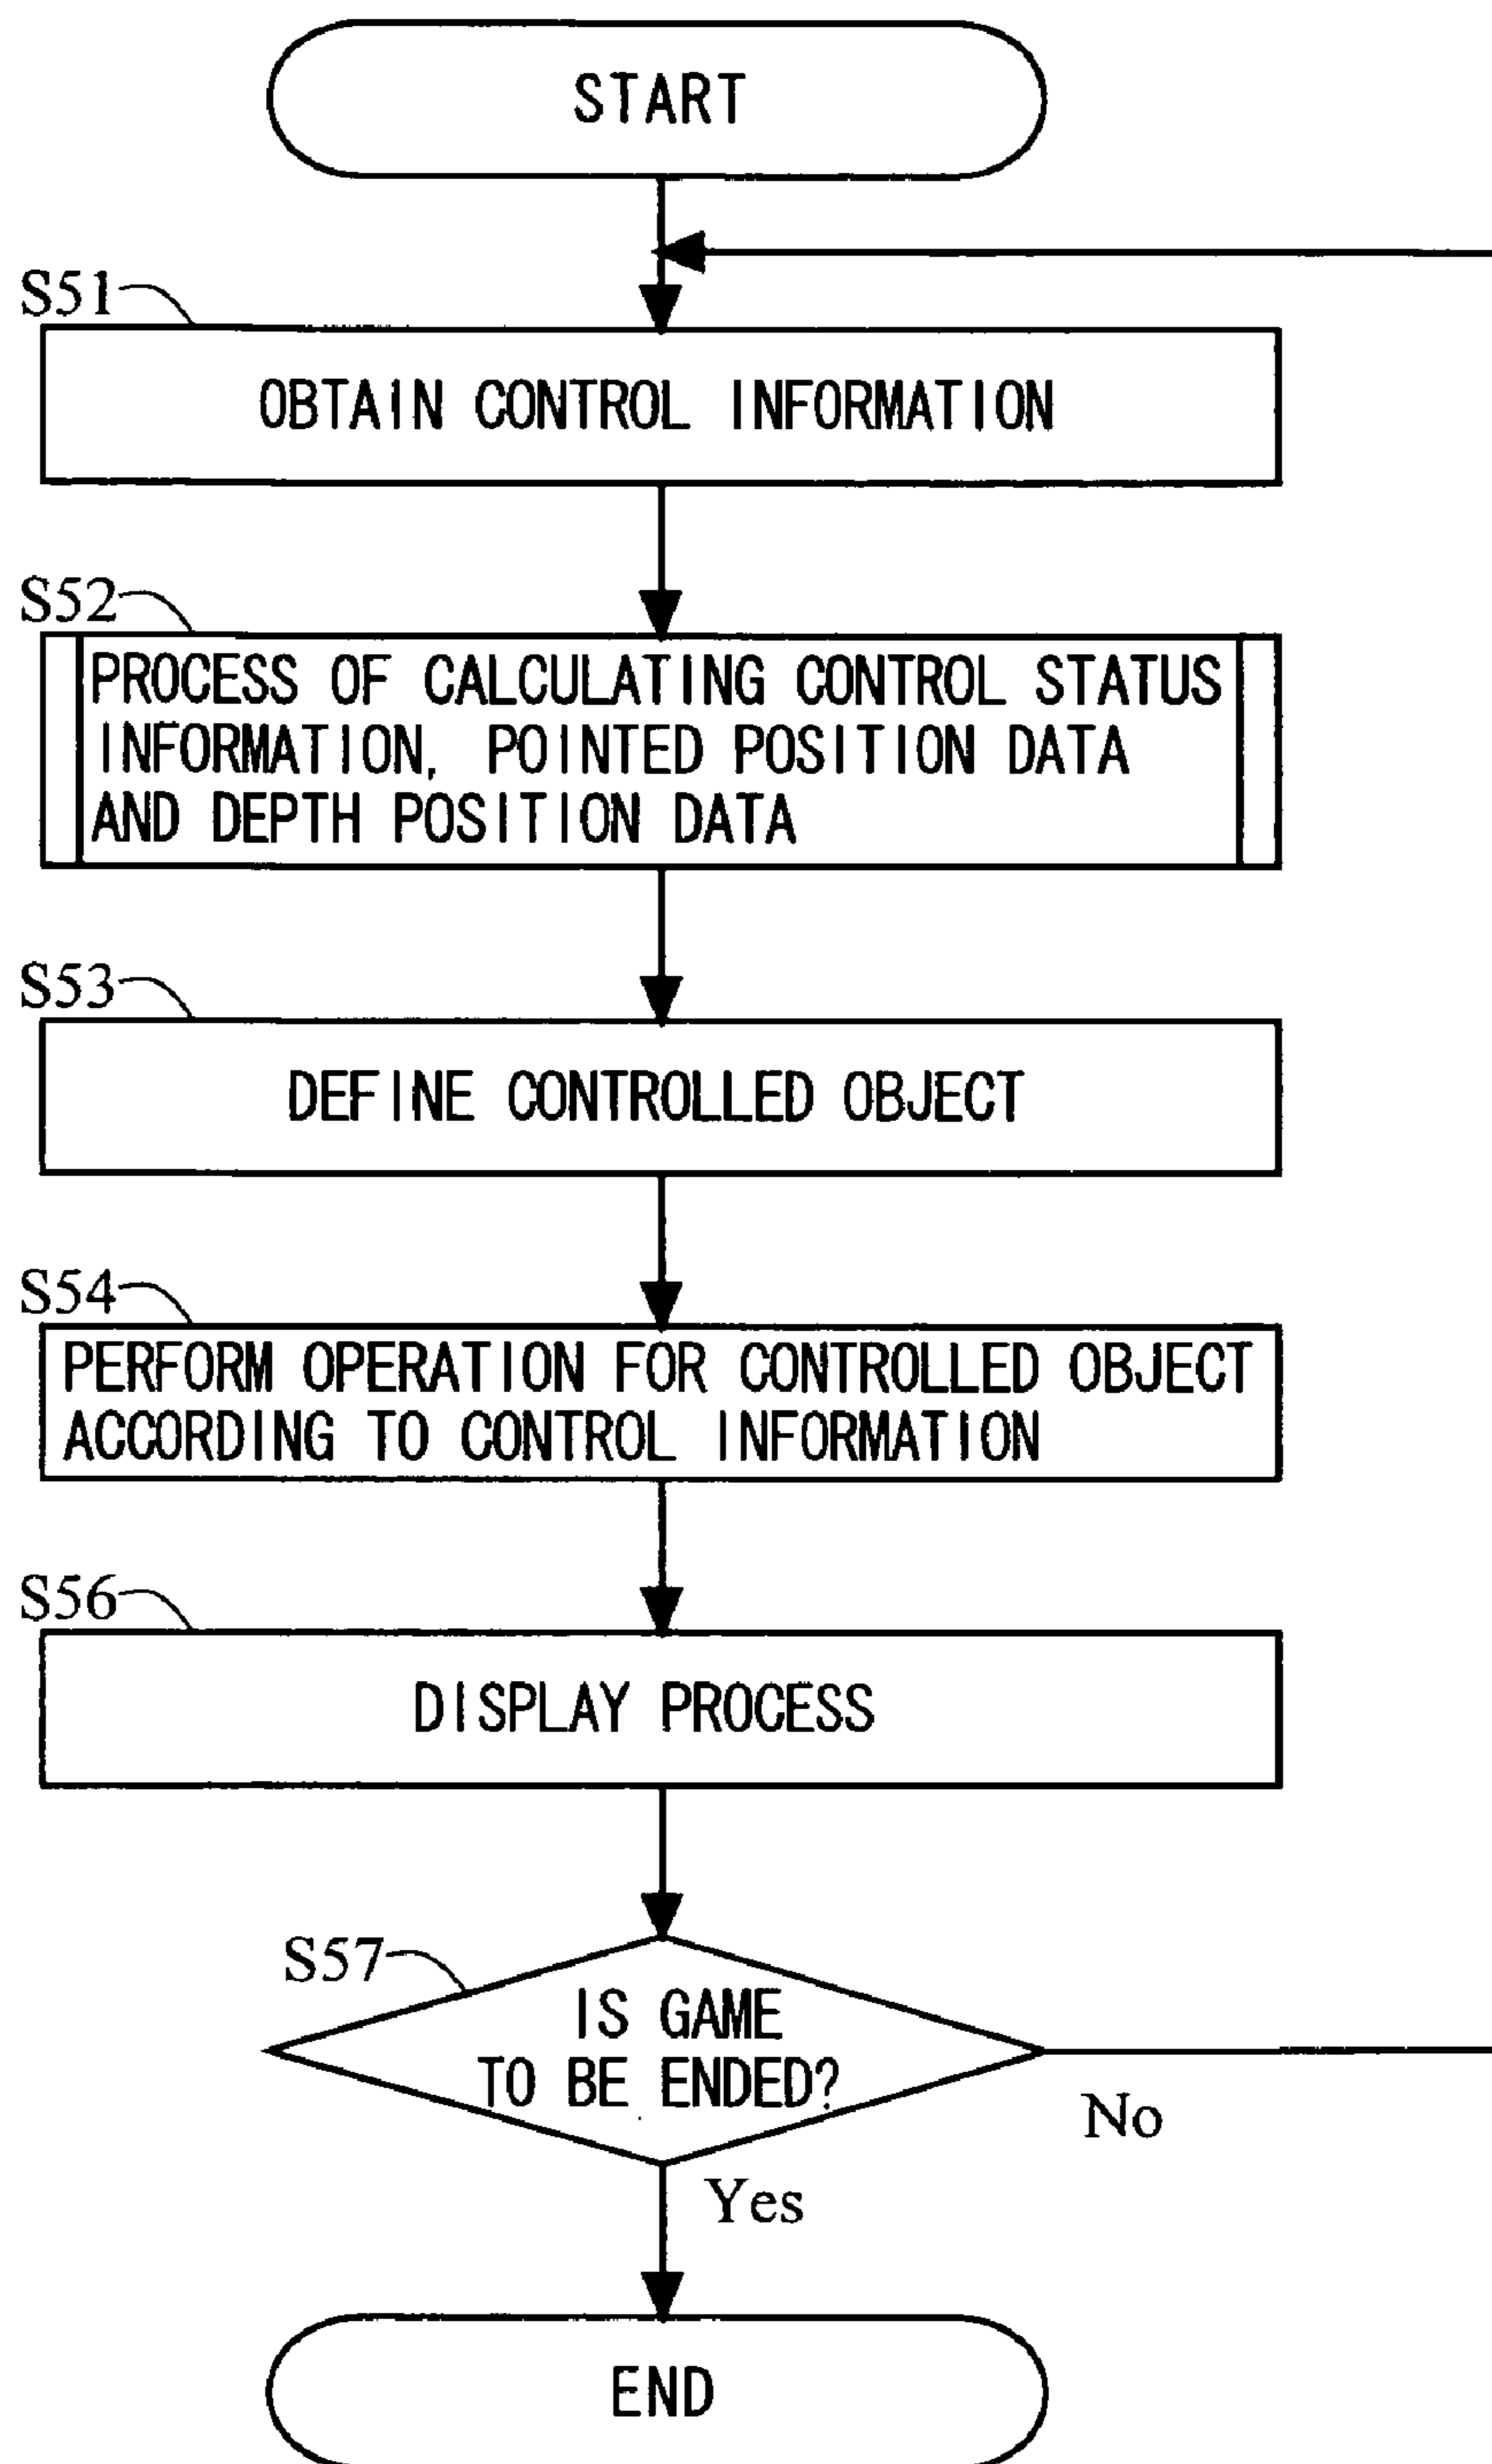 START
S51
OBTAIN CONTROL INFORMATION
S52
PROCESS OF CALCULATING CONTROL STATUS
INFORMATION, POINTED POSITION DATA
AND DEPTH POSITION DATA
S53
DEFINE CONTROLLED OBJECT
S54
PERFORM OPERATION FOR CONTROLLED OBJECT
ACCORDING TO CONTROL INFORMATION
S56
DISPLAY PROCESS
S57
IS GAME
TO BE ENDED?
No
Yes
END